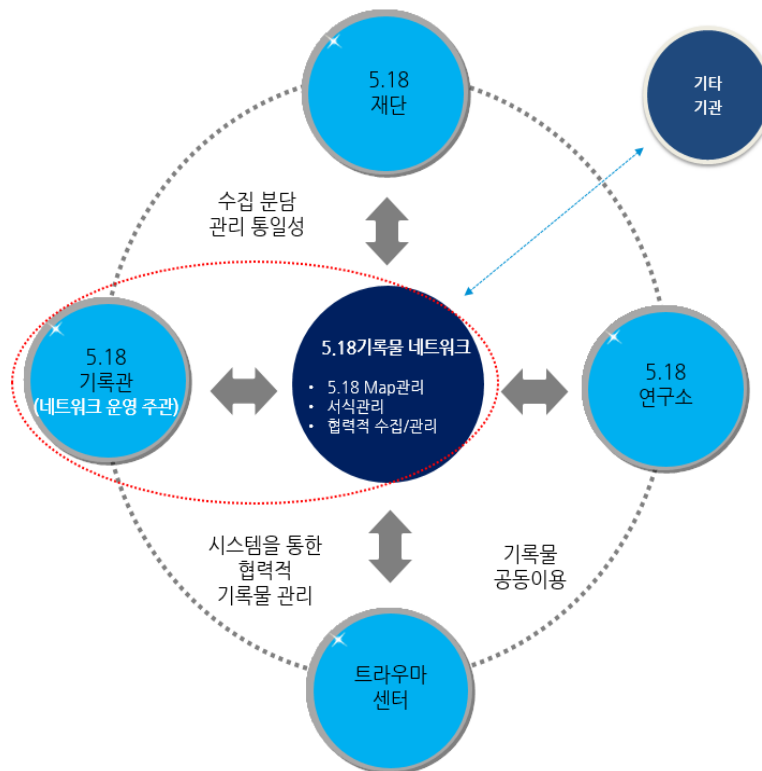 5.18
재단
기타
기관
수집 분담
관리 통일성
5.18
기록관
(네트워크 운영 주관)
5.18기록물 네트워크
• 5.18 Map관리
• 서식관리
• 협력적 수집/관리
5.18
연구소
시스템을 통한
협력적
기록물 관리
기록물
공동이용
트라우마
센터